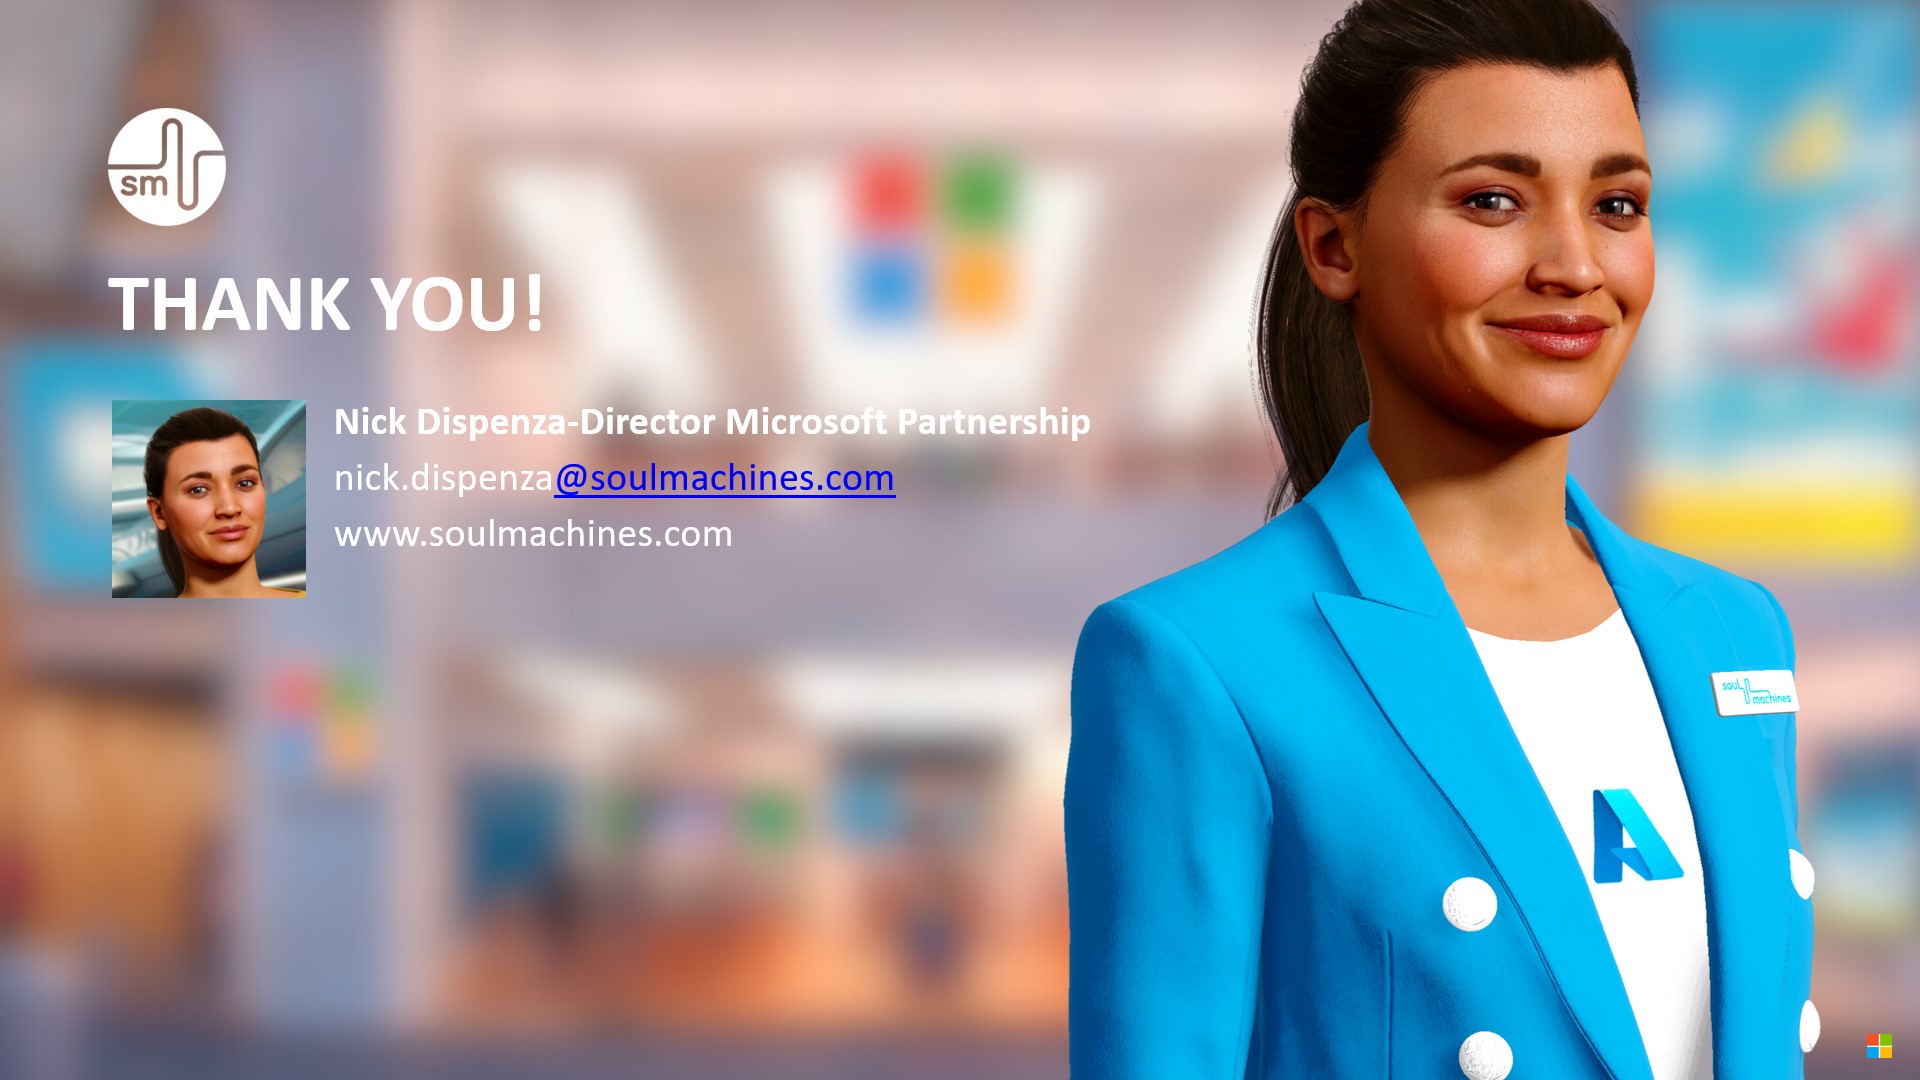 sm
THANK YOU!
Nick Dispenza-Director Microsoft Partnership
nick.dispenza@soulmachines.com
www.soulmachines.com
soul machines